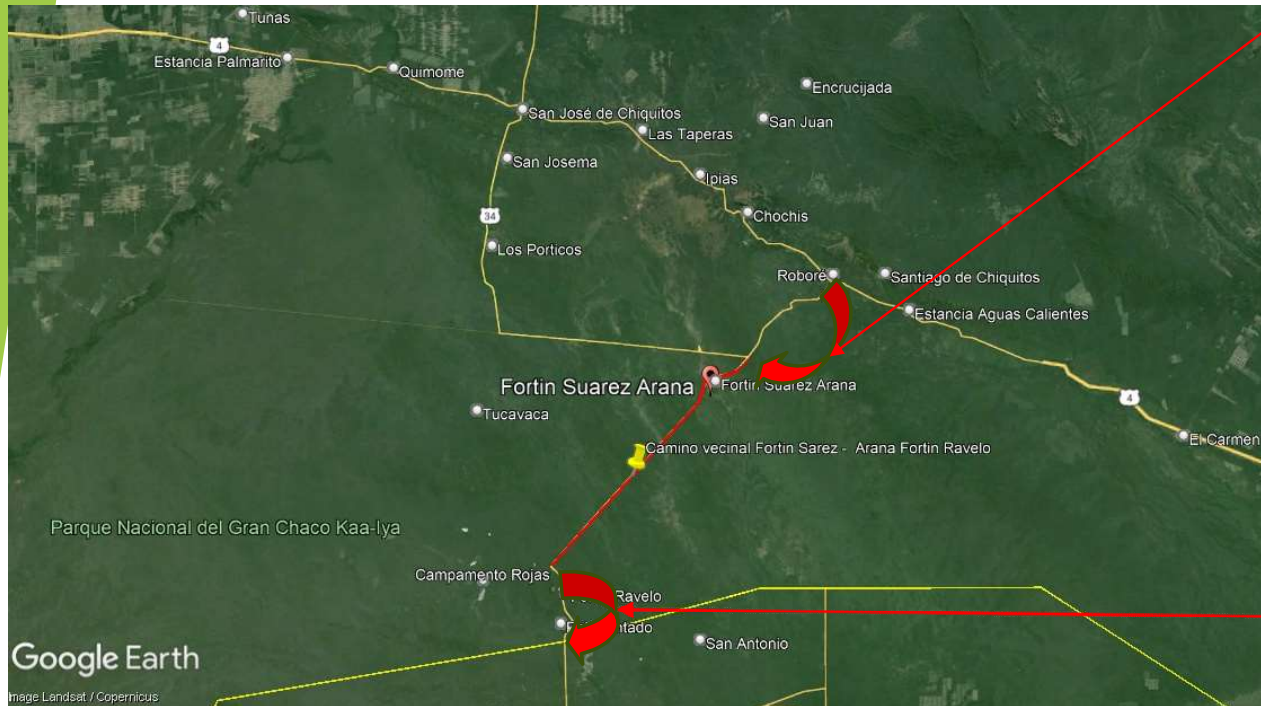 Tunas
4
Estancia Palmarito
Quimome
Encrucijada
San José de Chiquitos
San Juan
Las Taperas
San Josema
Ipias
34
Chochis
Los Porticos
Roboré
Santiago de Chiquitos
Estancia Aguas Calientes
Fortin Suarez Arana
Fortin Suarez Arana
Tucavaca
4
El Carmen
Camino vecinal Fortin Sarez - Arana Fortin Ravelo
Parque Nacional del Gran Chaco Kaa-Iya
Campamento Rojas
Ravelo
San Antonio
Google Earth
Image Landsat / Copernicus